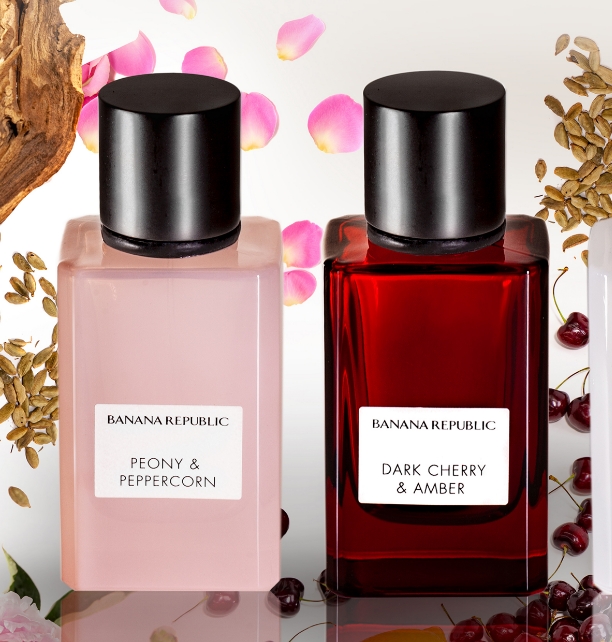 BANANA REPUBLIC
PEONY &
PEPPERCORN
BANANA REPUBLIC
DARK CHERRY
& AMBER